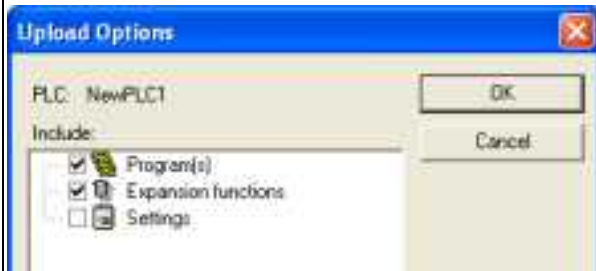 Upload Options
PLC: NewPLC1
OK
Include:
Cancel
Program(s)
Expansion functions
Settings